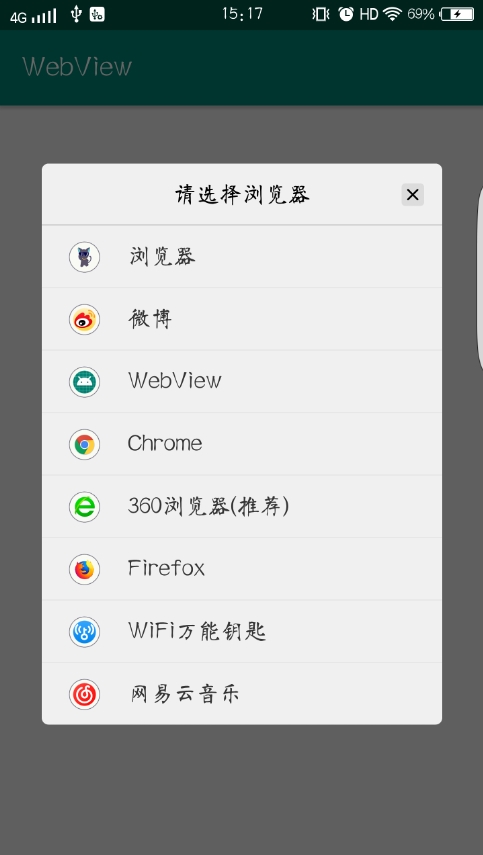 4G 15:17 HD 69%
WebView
请选择浏览器
浏览器
微博
WebView
Chrome
360浏览器(推荐)
Firefox
WiFi万能钥匙
网易云音乐